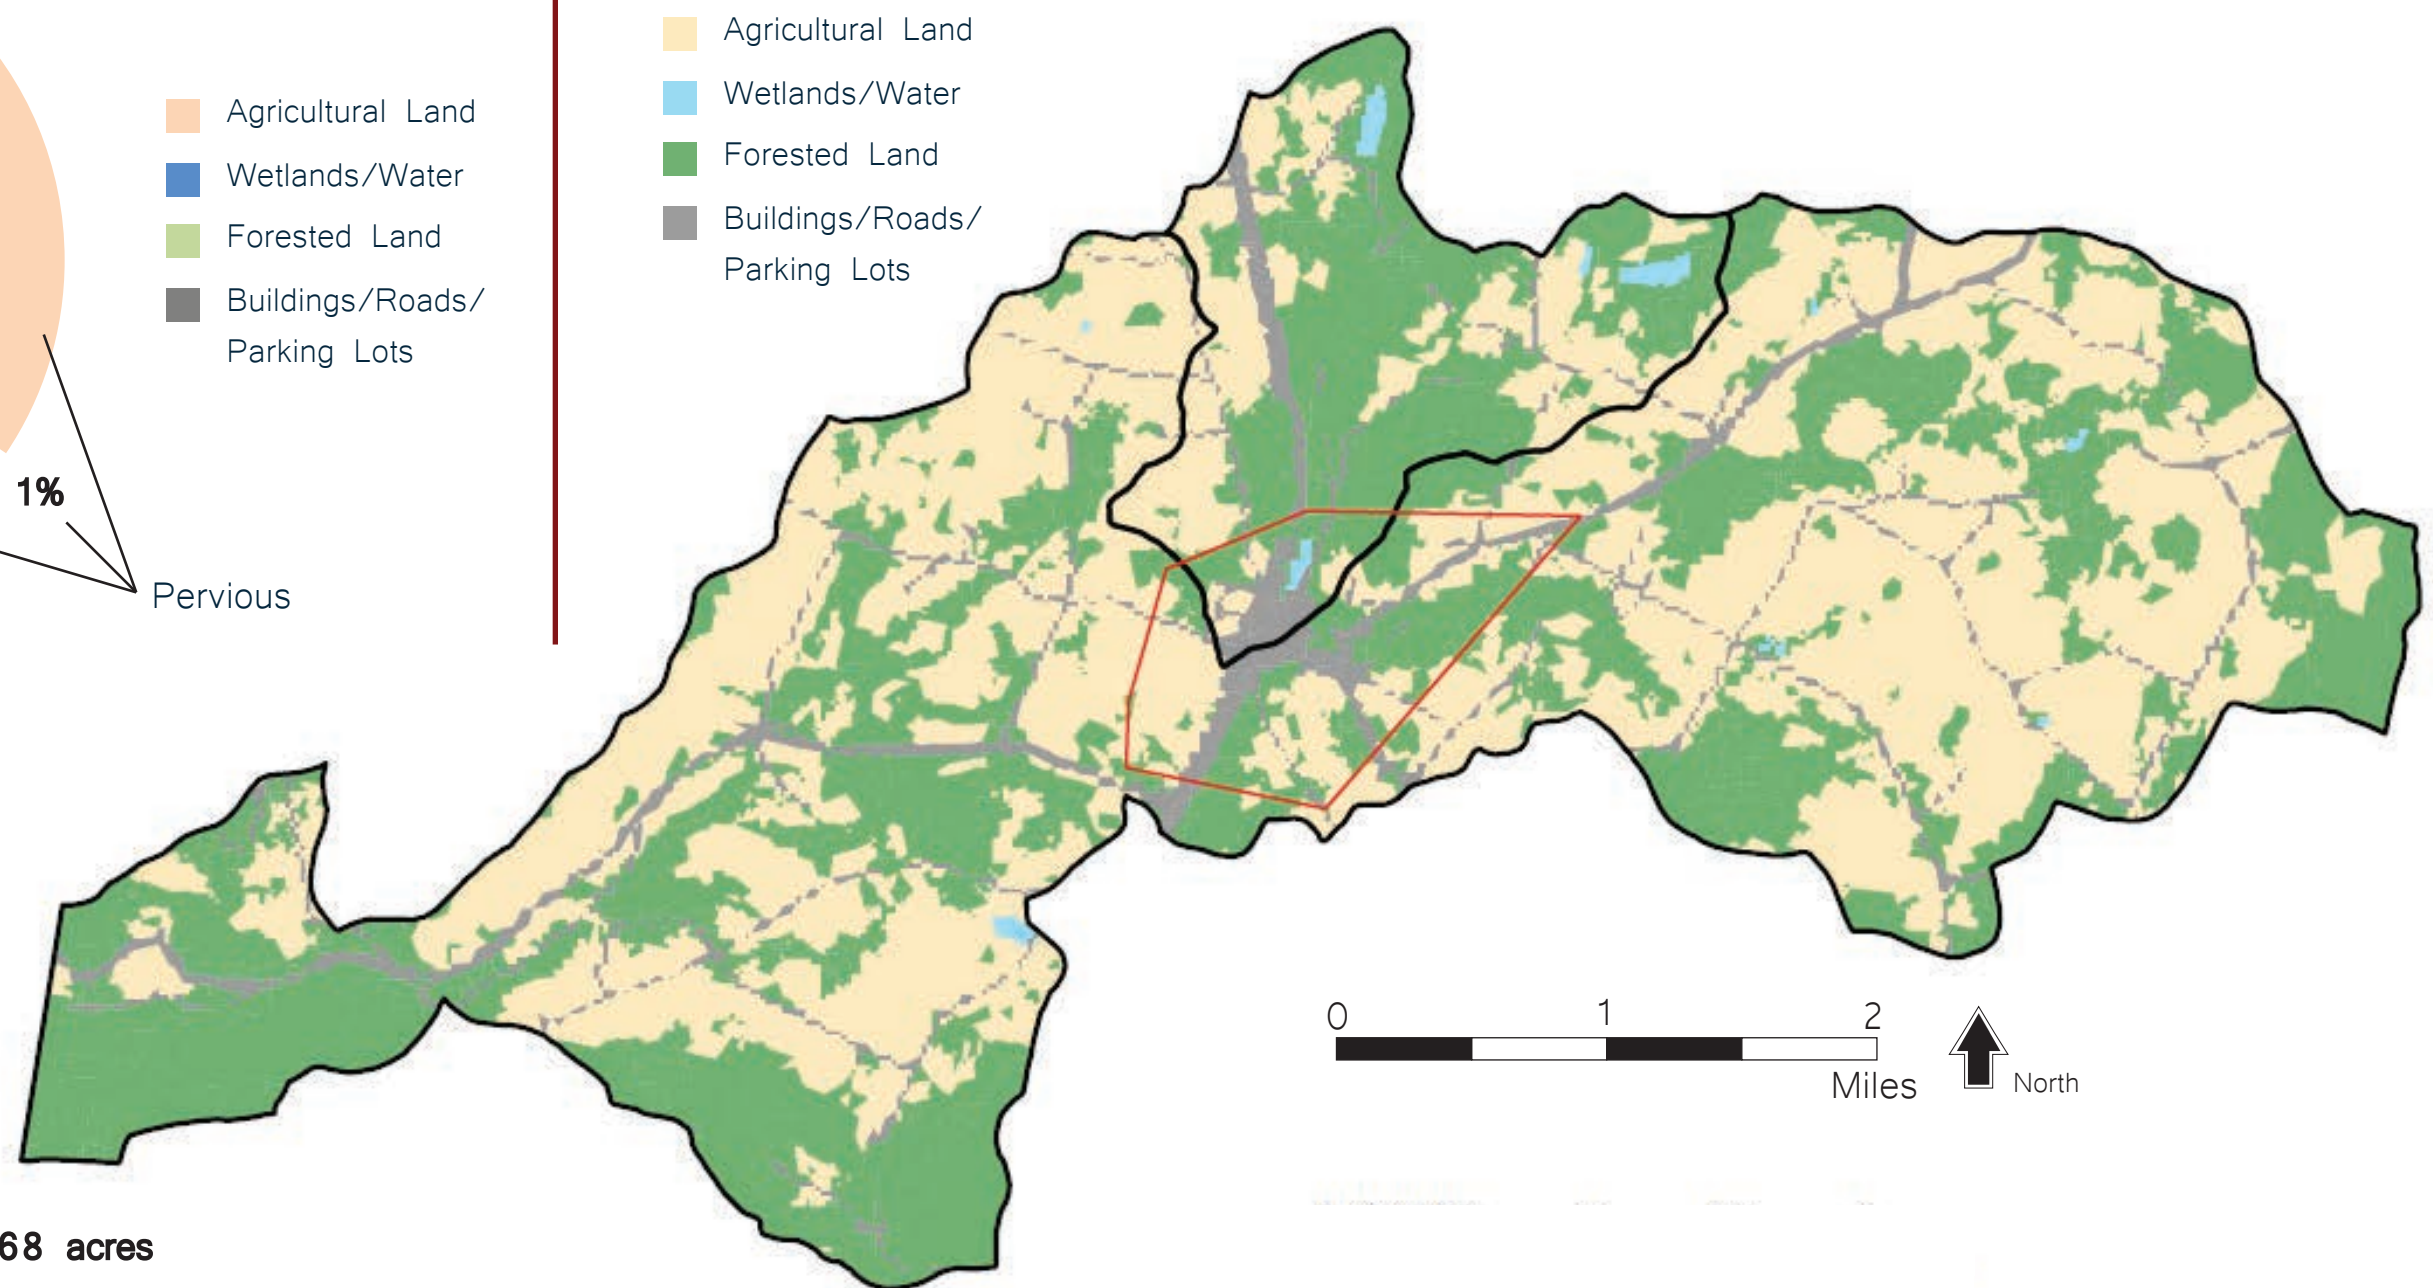 Agricultural Land
Wetlands/Water
Forested Land
Buildings/Roads/
Parking Lots
1%
Pervious
68 acres
Agricultural Land
Wetlands/Water
Forested Land
Buildings/Roads/
Parking Lots
0 1 2
Miles
North